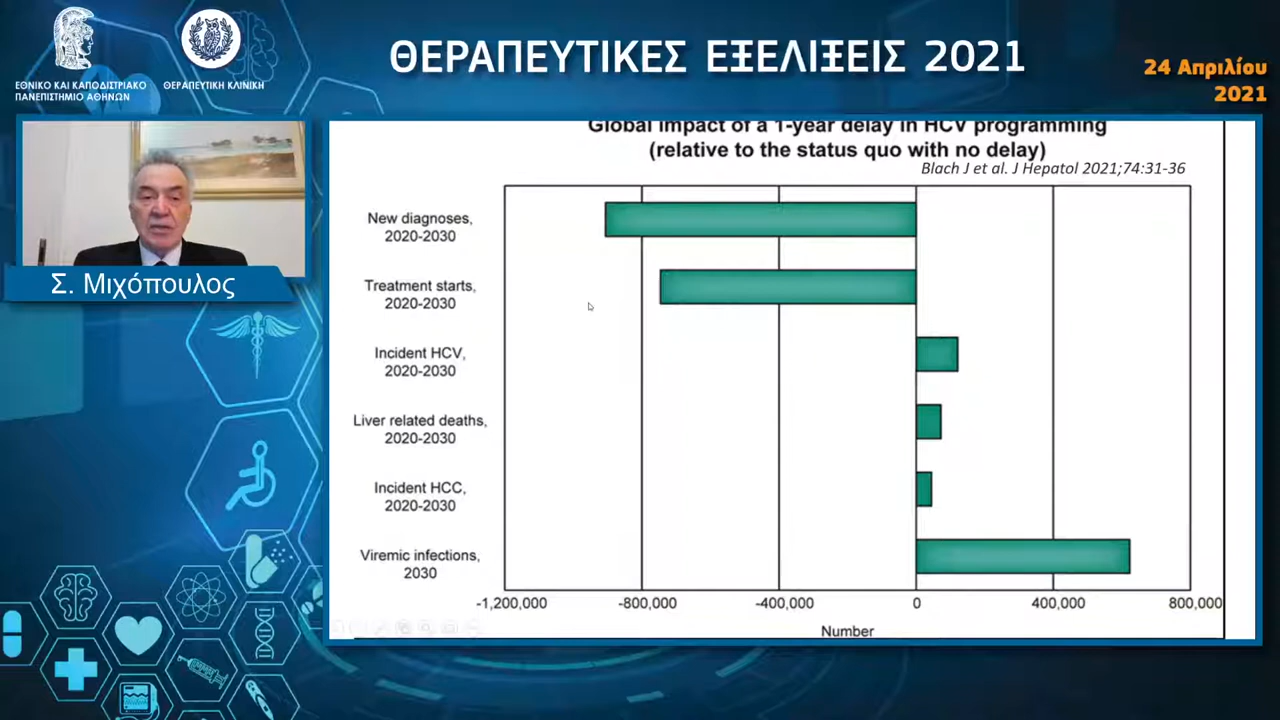 ΕΘΝΙΚΟ ΚΑΙ ΚΑΠΟΔΙΣΤΡΙΑΚΟ
ΠΑΝΕΠΙΣΤΗΜΙΟ ΑΘΗΝΩΝ
ΘΕΡΑΠΕΥΤΙΚΗ ΚΛΙΝΙΚΗ
ΘΕΡΑΠΕΥΤΙΚΕΣ ΕΞΕΛΙΞΕΙΣ 2021
24 Απριλίου
2021
Σ. Μιχόπουλος
Global impact of a 1-year delay in HCV programming
(relative to the status quo with no delay)
Blach J et al. J Hepatol 2021;74:31-36
New diagnoses,
2020-2030
Treatment starts,
2020-2030
Incident HCV,
2020-2030
Liver related deaths,
2020-2030
Incident HCC,
2020-2030
Viremic infections,
2030
-1,200,000 -800,000 -400,000 0 400,000 800,000
Number